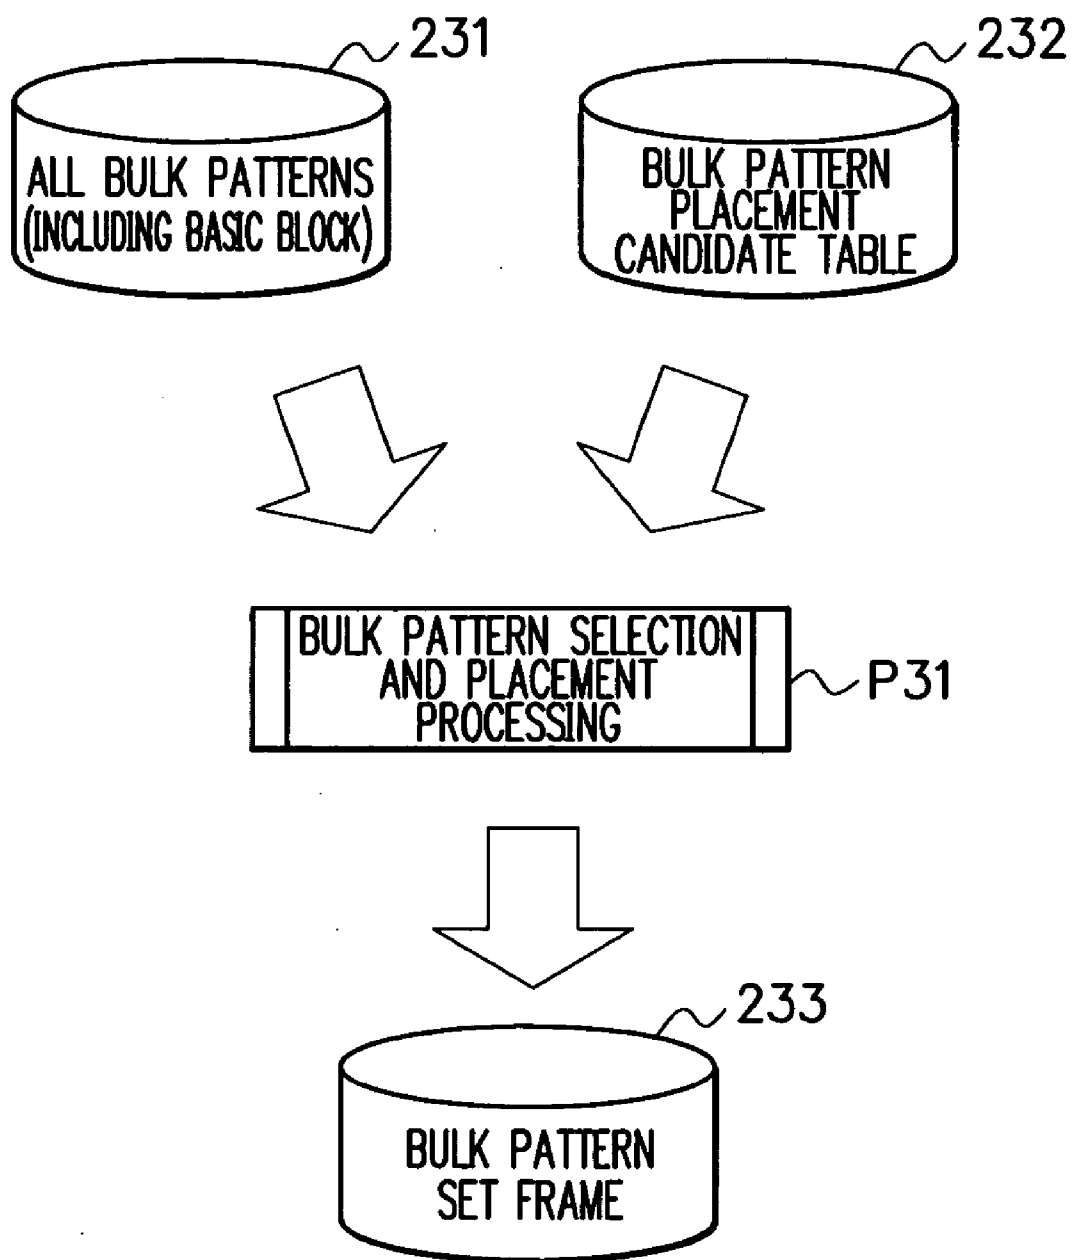 231
232
ALL BULK PATTERNS
(INCLUDING BASIC BLOCK)
BULK PATTERN
PLACEMENT
CANDIDATE TABLE
BULK PATTERN SELECTION
AND PLACEMENT
PROCESSING
P31
233
BULK PATTERN
SET FRAME